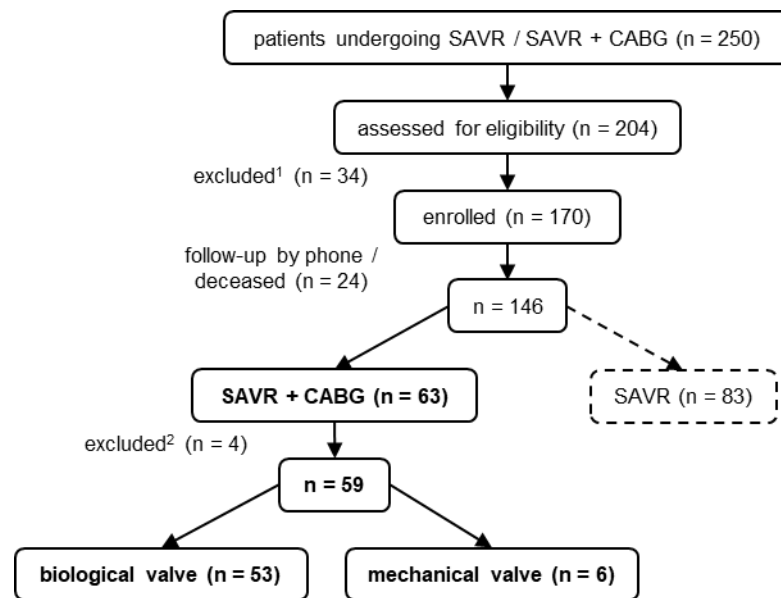 patients undergoing SAVR / SAVR + CABG (n = 250)
assessed for eligibility (n = 204)
excluded¹ (n = 34)
enrolled (n = 170)
follow-up by phone /
deceased (n = 24)
n = 146
SAVR + CABG (n = 63)
SAVR (n = 83)
excluded² (n = 4)
n = 59
biological valve (n = 53)
mechanical valve (n = 6)